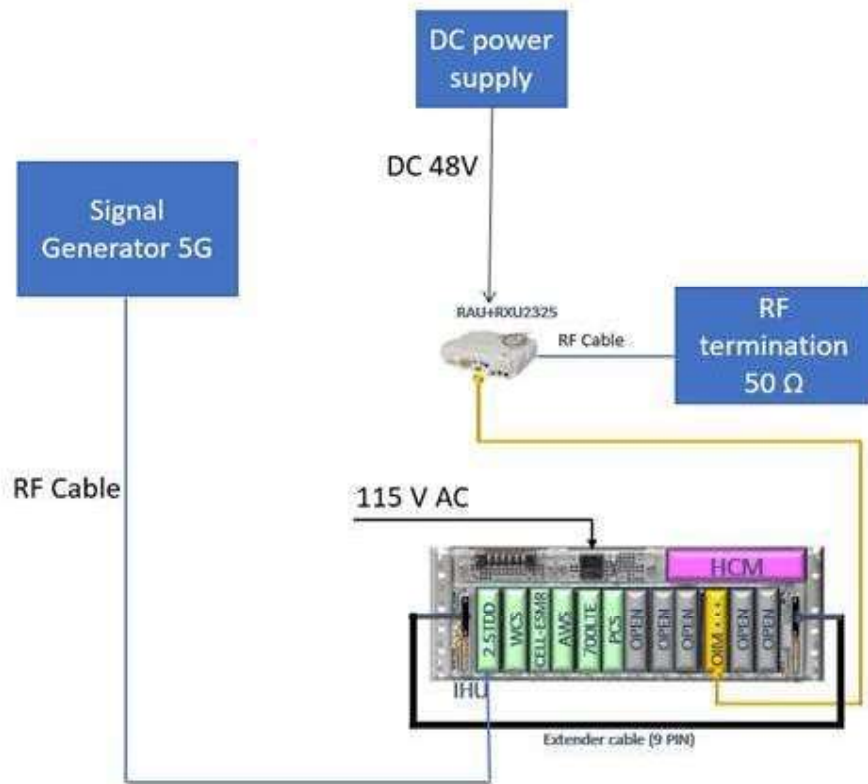 DC power
supply
DC 48V
Signal
Generator 5G
RAU+RXU2325
RF Cable
RF
termination
50 Ω
RF Cable
115 V AC
HCM
2.5TDD
WCS
CELL-ESMR
AWS
700LTE
PCS
OPEN
OPEN
OPEN
OIM
OPEN
OPEN
IHU
Extender cable (9 PIN)